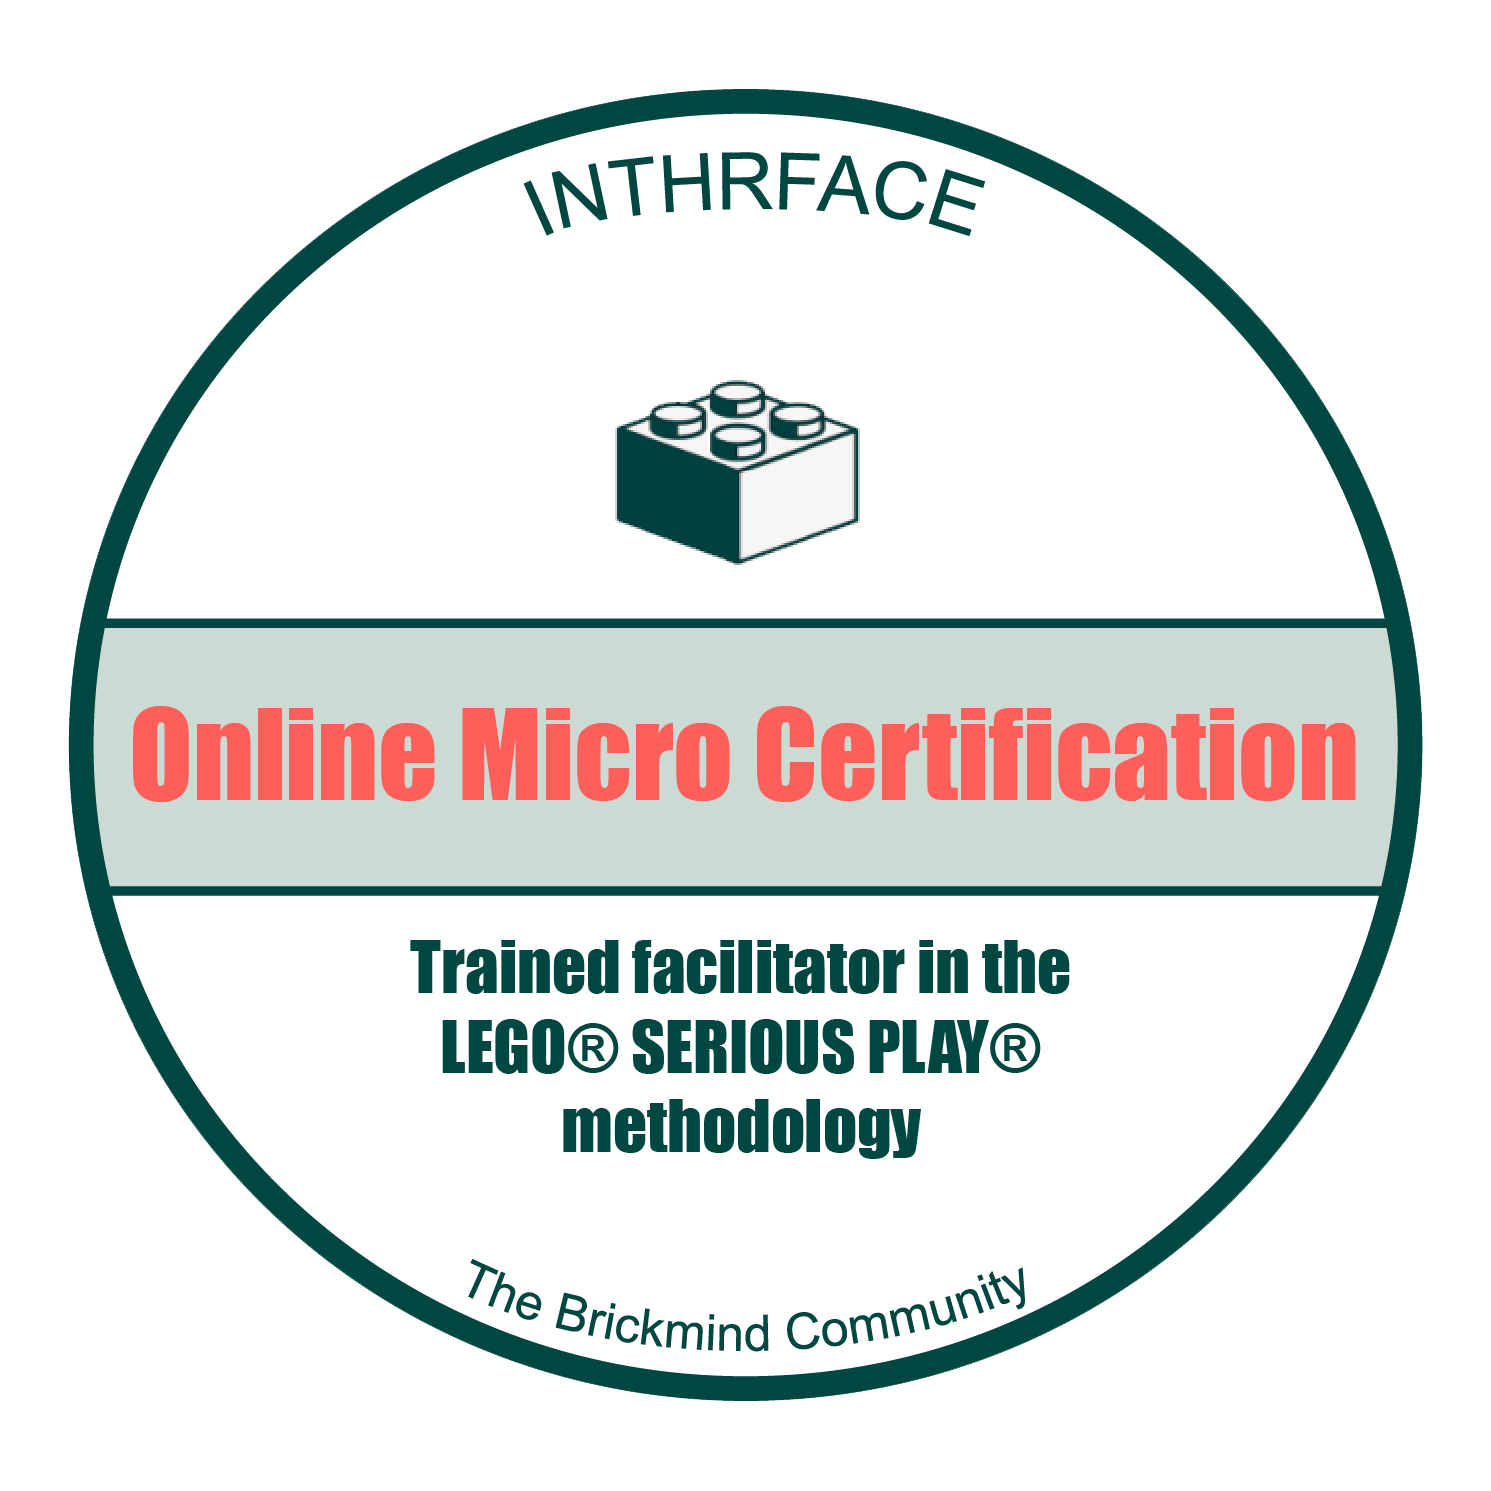 INTHRFACE
Online Micro Certification
Trained facilitator in the
LEGO® SERIOUS PLAY®
methodology
The Brickmind Community